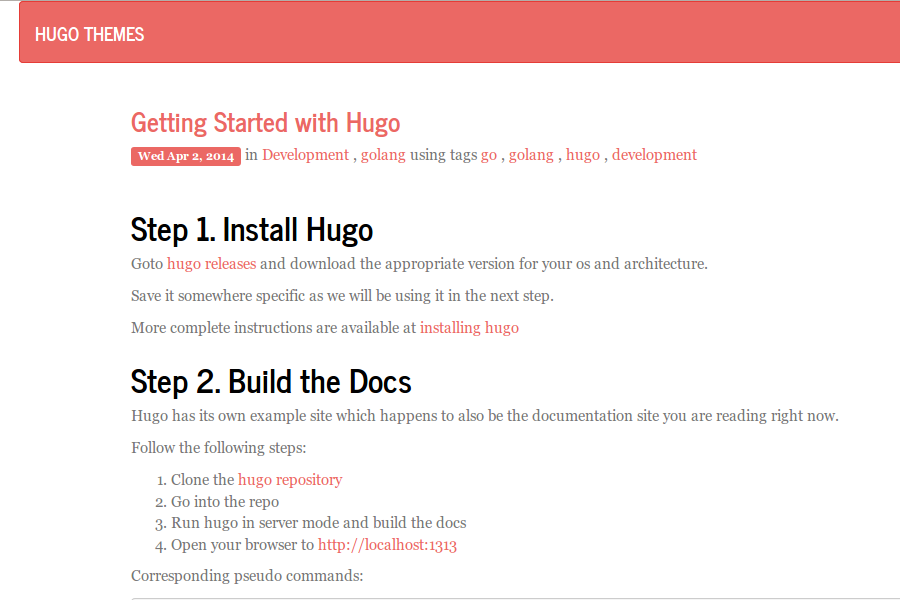 HUGO THEMES
Getting Started with Hugo
Wed Apr 2, 2014 in Development , golang using tags go , golang , hugo , development
Step 1. Install Hugo
Goto hugo releases and download the appropriate version for your os and architecture.
Save it somewhere specific as we will be using it in the next step.
More complete instructions are available at installing hugo
Step 2. Build the Docs
Hugo has its own example site which happens to also be the documentation site you are reading right now.
Follow the following steps:
1. Clone the hugo repository
2. Go into the repo
3. Run hugo in server mode and build the docs
4. Open your browser to http://localhost:1313
Corresponding pseudo commands: